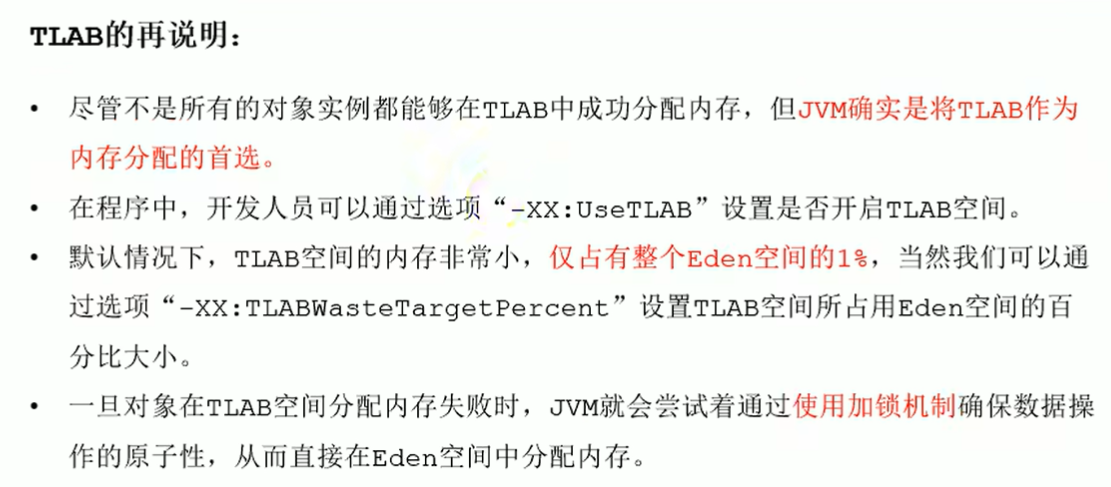 TLAB的再说明：
• 尽管不是所有的对象实例都能够在TLAB中成功分配内存，但JVM确实是将TLAB作为
内存分配的首选。
• 在程序中，开发人员可以通过选项“-XX:UseTLAB”设置是否开启TLAB空间。
• 默认情况下，TLAB空间的内存非常小，仅占有整个Eden空间的1%，当然我们可以通
过选项“-XX:TLABWasteTargetPercent”设置TLAB空间所占用Eden空间的百
分比大小。
• 一旦对象在TLAB空间分配内存失败时，JVM就会尝试着通过使用加锁机制确保数据操
作的原子性，从而直接在Eden空间中分配内存。